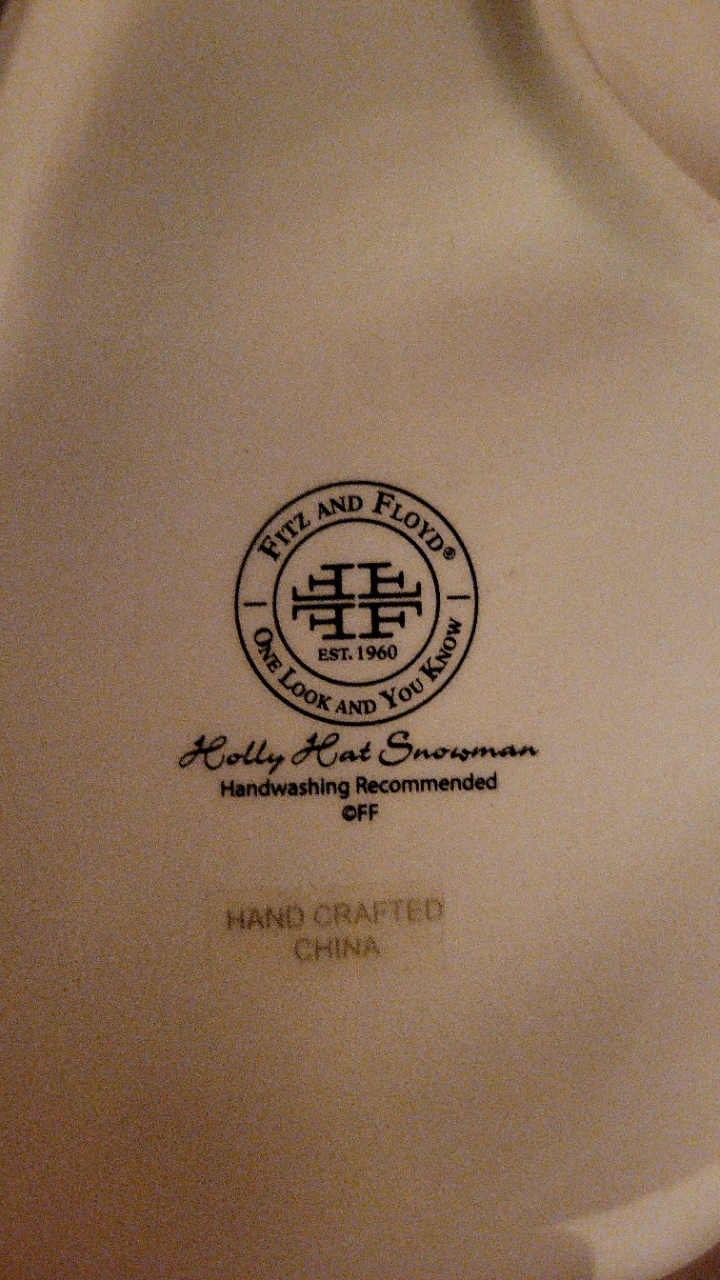 FITZ AND FLOYD®
EST. 1960
ONE LOOK AND YOU KNOW
Holly Hat Snowman
Handwashing Recommended
©FF
HAND CRAFTED
CHINA